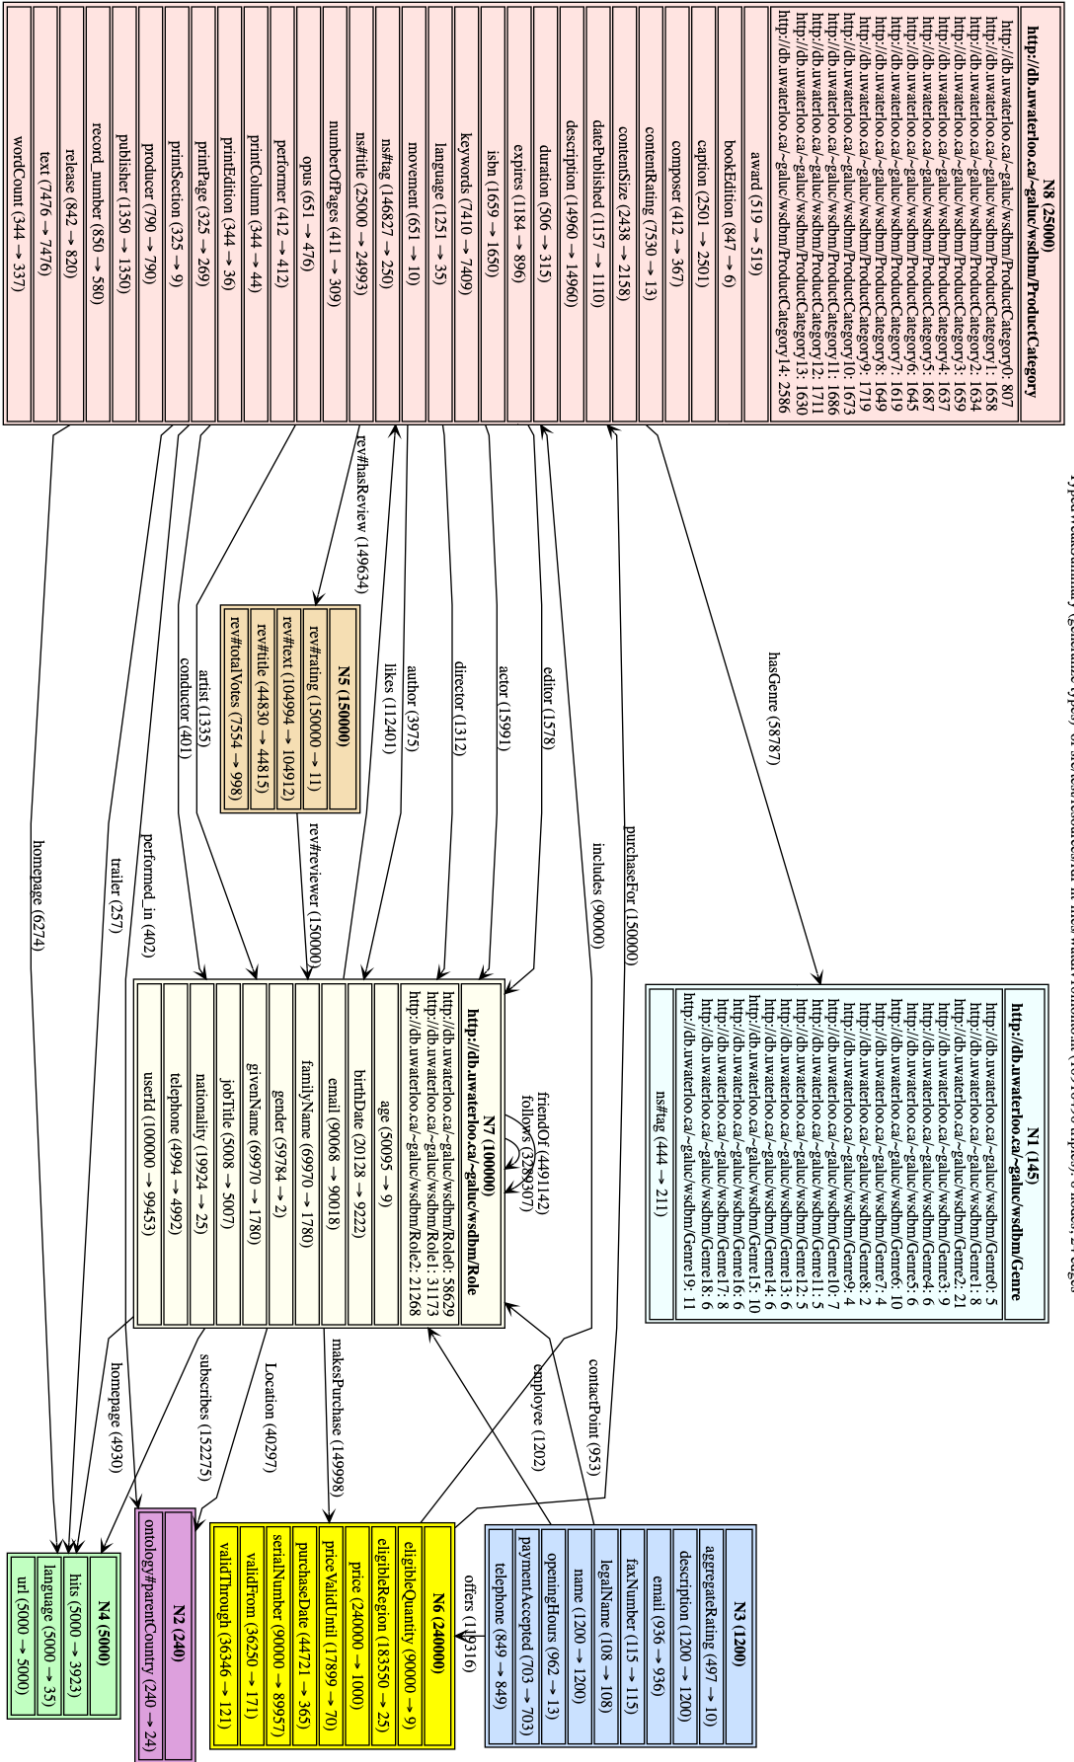 N8 (25000)
http://db.uwaterloo.ca/~galuc/wsdbm/ProductCategory
http://db.uwaterloo.ca/~galuc/wsdbm/ProductCategory0: 807
http://db.uwaterloo.ca/~galuc/wsdbm/ProductCategory1: 1658
http://db.uwaterloo.ca/~galuc/wsdbm/ProductCategory2: 1634
http://db.uwaterloo.ca/~galuc/wsdbm/ProductCategory3: 1659
http://db.uwaterloo.ca/~galuc/wsdbm/ProductCategory4: 1637
http://db.uwaterloo.ca/~galuc/wsdbm/ProductCategory5: 1687
http://db.uwaterloo.ca/~galuc/wsdbm/ProductCategory6: 1645
http://db.uwaterloo.ca/~galuc/wsdbm/ProductCategory7: 1619
http://db.uwaterloo.ca/~galuc/wsdbm/ProductCategory8: 1649
http://db.uwaterloo.ca/~galuc/wsdbm/ProductCategory9: 1719
http://db.uwaterloo.ca/~galuc/wsdbm/ProductCategory10: 1673
http://db.uwaterloo.ca/~galuc/wsdbm/ProductCategory11: 1686
http://db.uwaterloo.ca/~galuc/wsdbm/ProductCategory12: 1711
http://db.uwaterloo.ca/~galuc/wsdbm/ProductCategory13: 1630
http://db.uwaterloo.ca/~galuc/wsdbm/ProductCategory14: 2586
award (519 → 519)
bookEdition (847 → 6)
caption (2501 → 2501)
composer (412 → 367)
contentRating (7530 → 13)
contentSize (2438 → 2158)
datePublished (1157 → 1110)
description (14960 → 14960)
duration (506 → 315)
expires (1184 → 896)
isbn (1659 → 1650)
keywords (7410 → 7409)
language (1251 → 35)
movement (651 → 10)
ns#tag (146827 → 250)
ns#title (25000 → 24993)
numberOfPages (411 → 309)
opus (651 → 476)
performer (412 → 412)
printColumn (344 → 44)
printEdition (344 → 36)
printPage (325 → 269)
printSection (325 → 9)
producer (790 → 790)
publisher (1350 → 1350)
record_number (850 → 580)
release (842 → 820)
text (7476 → 7476)
wordCount (344 → 337)
hasGenre (58787)
purchaseFor (150000)
includes (90000)
editor (1578)
actor (15991)
director (1312)
author (3975)
likes (112401)
rev#hasReview (149634)
N5 (150000)
rev#rating (150000 → 11)
rev#text (104994 → 104912)
rev#title (44830 → 44815)
rev#totalVotes (7554 → 998)
rev#reviewer (150000)
artist (1335)
conductor (401)
performed_in (402)
trailer (257)
homepage (6274)
N1 (145)
http://db.uwaterloo.ca/~galuc/wsdbm/Genre
http://db.uwaterloo.ca/~galuc/wsdbm/Genre0: 5
http://db.uwaterloo.ca/~galuc/wsdbm/Genre1: 8
http://db.uwaterloo.ca/~galuc/wsdbm/Genre2: 21
http://db.uwaterloo.ca/~galuc/wsdbm/Genre3: 9
http://db.uwaterloo.ca/~galuc/wsdbm/Genre4: 6
http://db.uwaterloo.ca/~galuc/wsdbm/Genre5: 6
http://db.uwaterloo.ca/~galuc/wsdbm/Genre6: 10
http://db.uwaterloo.ca/~galuc/wsdbm/Genre7: 4
http://db.uwaterloo.ca/~galuc/wsdbm/Genre8: 2
http://db.uwaterloo.ca/~galuc/wsdbm/Genre9: 4
http://db.uwaterloo.ca/~galuc/wsdbm/Genre10: 7
http://db.uwaterloo.ca/~galuc/wsdbm/Genre11: 5
http://db.uwaterloo.ca/~galuc/wsdbm/Genre12: 5
http://db.uwaterloo.ca/~galuc/wsdbm/Genre13: 6
http://db.uwaterloo.ca/~galuc/wsdbm/Genre14: 6
http://db.uwaterloo.ca/~galuc/wsdbm/Genre15: 10
http://db.uwaterloo.ca/~galuc/wsdbm/Genre16: 6
http://db.uwaterloo.ca/~galuc/wsdbm/Genre17: 8
http://db.uwaterloo.ca/~galuc/wsdbm/Genre18: 6
http://db.uwaterloo.ca/~galuc/wsdbm/Genre19: 11
ns#tag (444 → 211)
friendOf (4491142)
follows (3289307)
N7 (100000)
http://db.uwaterloo.ca/~galuc/wsdbm/Role
http://db.uwaterloo.ca/~galuc/wsdbm/Role0: 58629
http://db.uwaterloo.ca/~galuc/wsdbm/Role1: 31173
http://db.uwaterloo.ca/~galuc/wsdbm/Role2: 21268
age (50095 → 9)
birthDate (20128 → 9222)
email (90068 → 90018)
familyName (69970 → 1780)
gender (59784 → 2)
givenName (69970 → 1780)
jobTitle (5008 → 5007)
nationality (19924 → 25)
telephone (4994 → 4992)
userId (100000 → 99453)
contactPoint (953)
employee (1202)
makesPurchase (149998)
Location (40297)
subscribes (152275)
homepage (4930)
N3 (1200)
aggregateRating (497 → 10)
description (1200 → 1200)
email (936 → 936)
faxNumber (115 → 115)
legalName (108 → 108)
name (1200 → 1200)
openingHours (962 → 13)
paymentAccepted (703 → 703)
telephone (849 → 849)
offers (119316)
N6 (240000)
eligibleQuantity (90000 → 9)
eligibleRegion (183550 → 25)
price (240000 → 1000)
priceValidUntil (17899 → 70)
purchaseDate (44721 → 365)
serialNumber (90000 → 89957)
validFrom (36250 → 171)
validThrough (36346 → 121)
N2 (240)
ontology#parentCountry (240 → 24)
N4 (5000)
hits (5000 → 3923)
language (5000 → 35)
url (5000 → 5000)